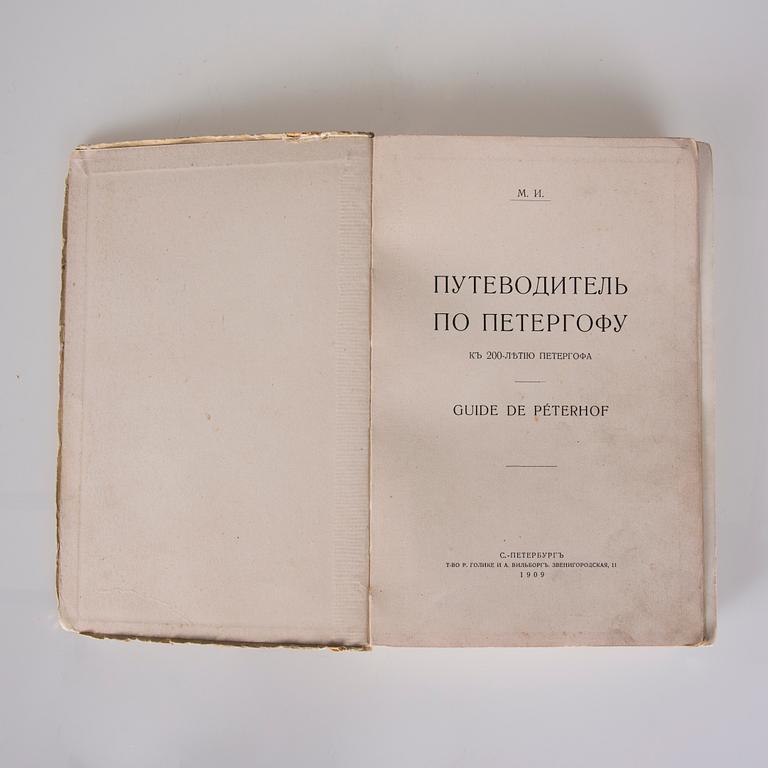 М. И.
ПУТЕВОДИТЕЛЬ
ПО ПЕТЕРГОФУ
КЪ 200-ЛѢТІЮ ПЕТЕРГОФА
GUIDE DE PÉTERHOF
С.-ПЕТЕРБУРГЪ
Т-ВО Р. ГОЛИКЕ И А. ВИЛЬБОРГЪ. ЗВЕНИГОРОДСКАЯ, 11
1909